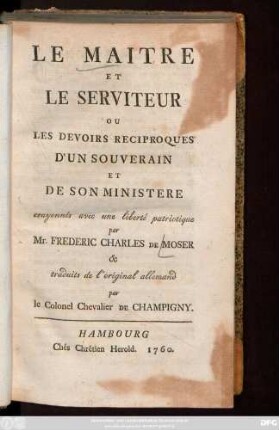 LE MAITRE
ET
LE SERVITEUR
OU
LES DEVOIRS RECIPROQUES
D'UN SOUVERAIN
ET
DE SON MINISTERE
crayonnés avec une liberté patriotique
par
Mr. FREDERIC CHARLES DE MOSER
&
traduits de l'original allemand
par
le Colonel Chevalier DE CHAMPIGNY.
HAMBOURG
Chés Chrétien Herold. 1760.